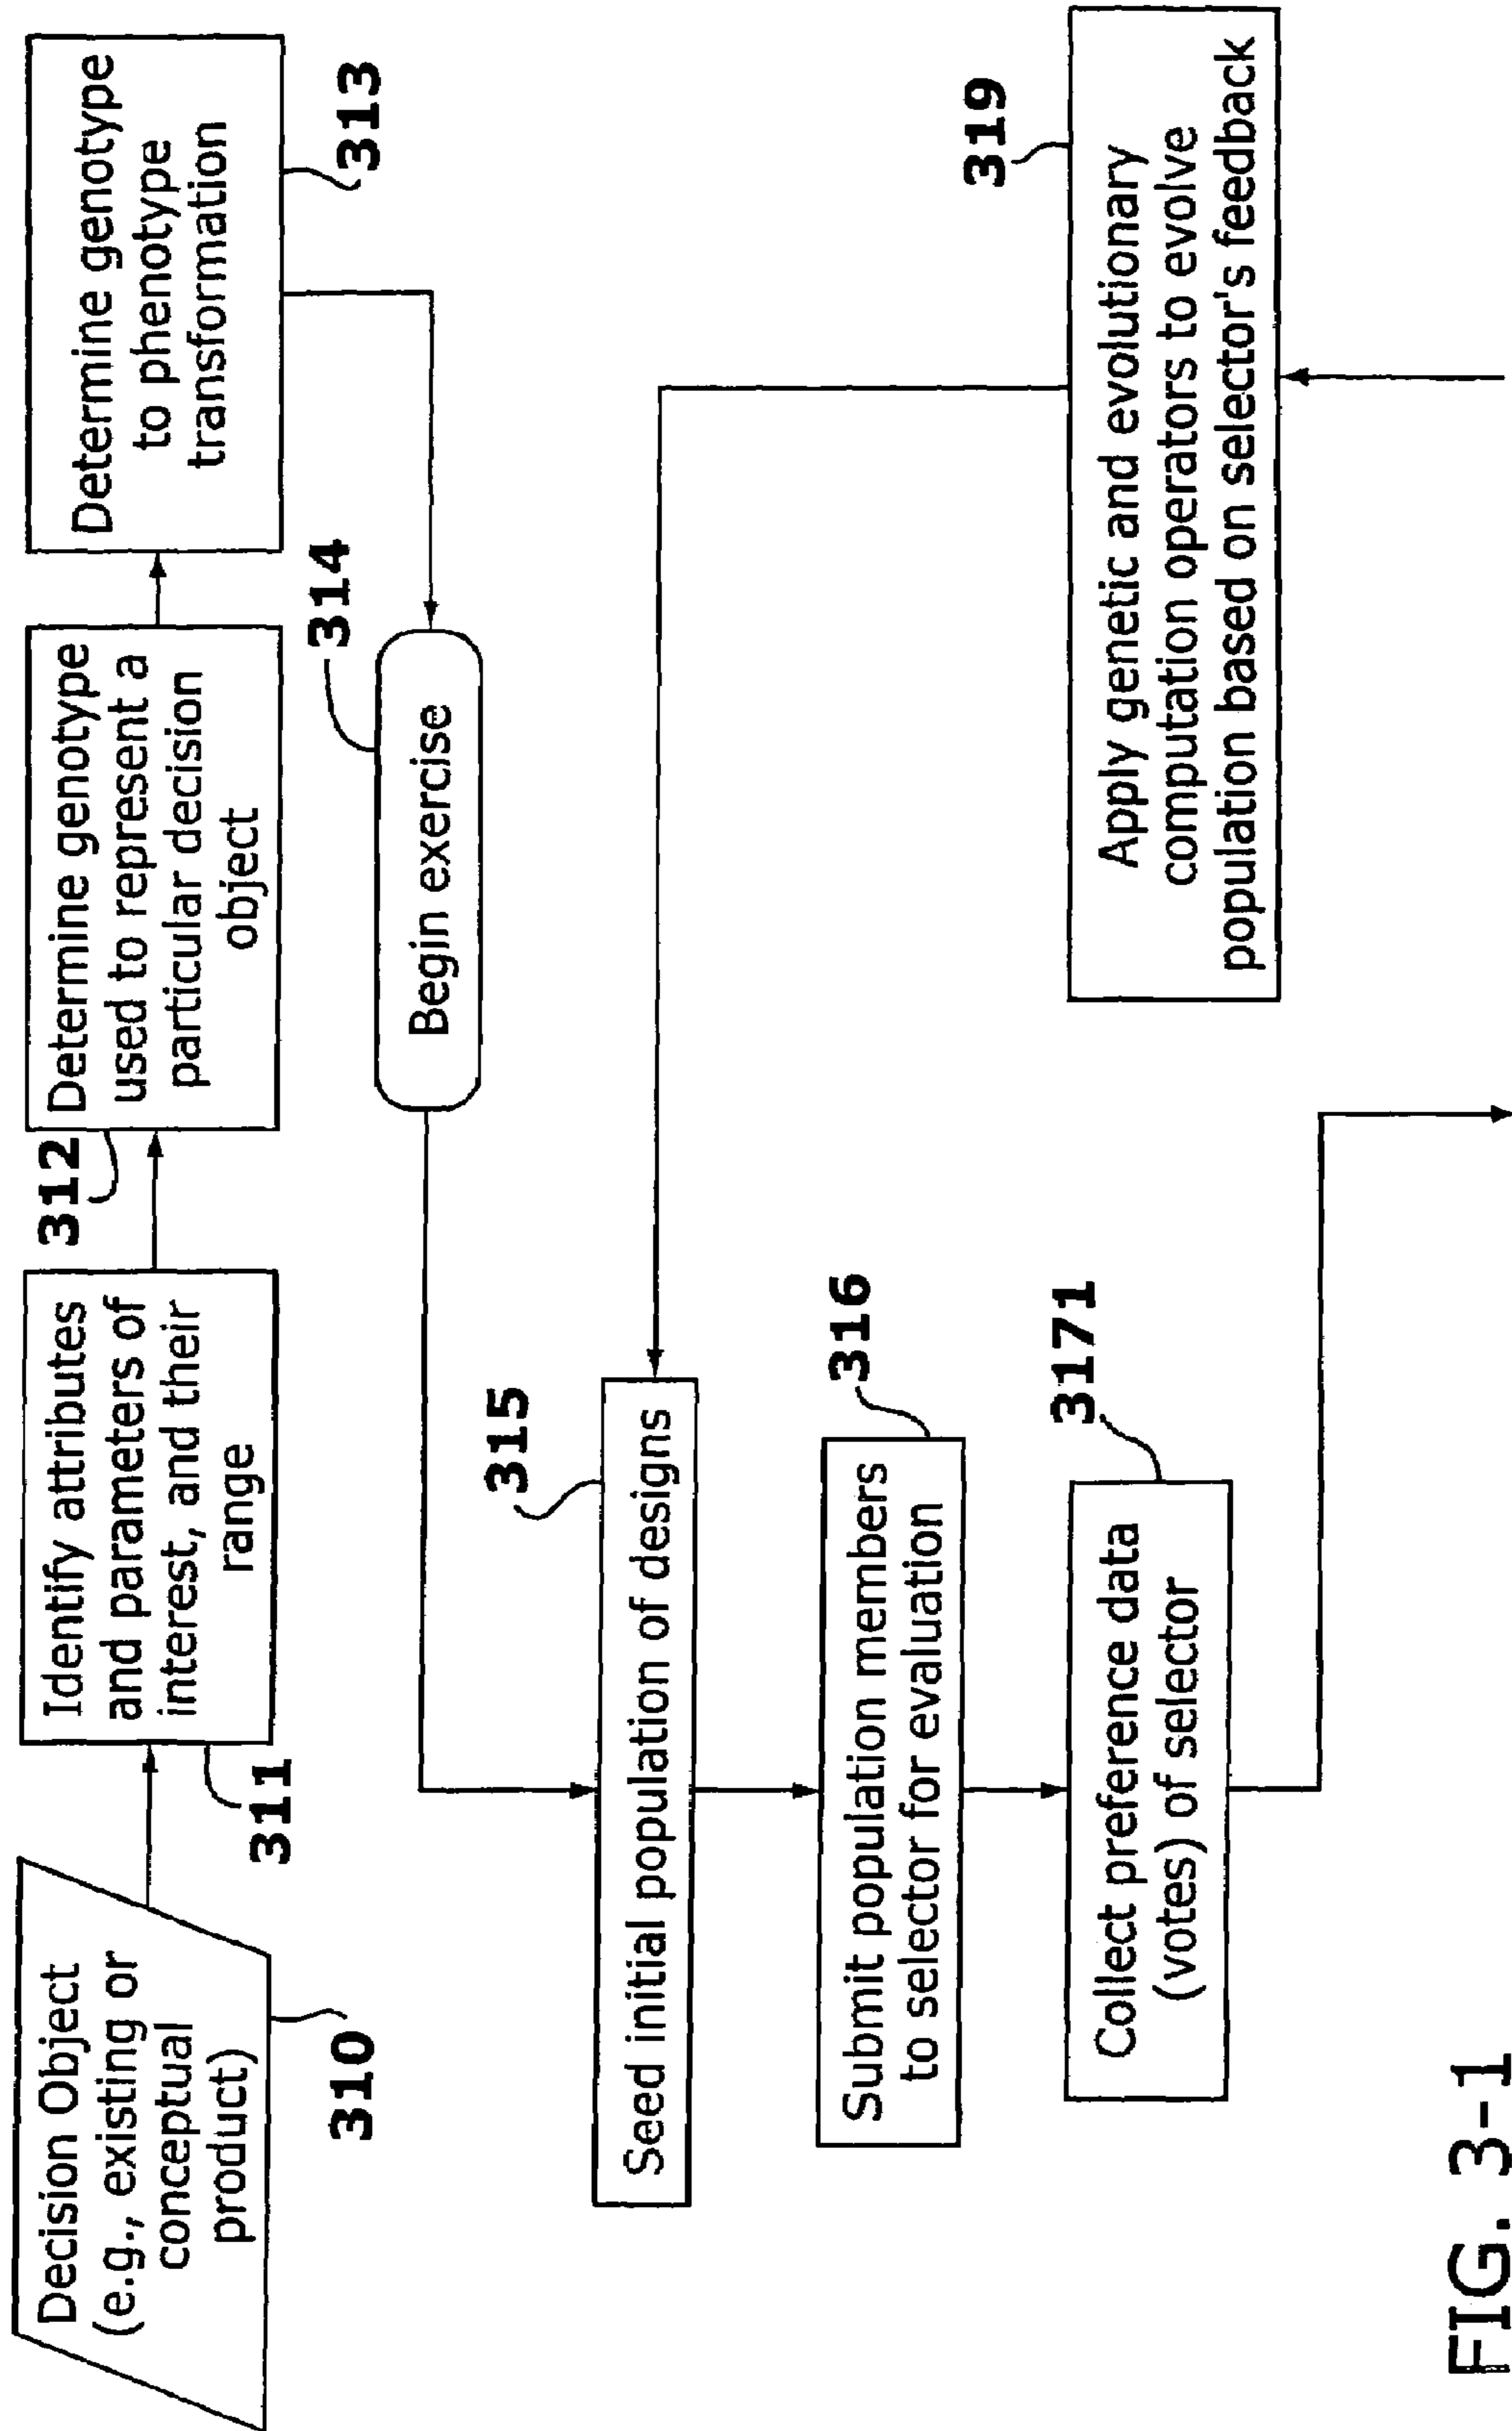 Decision Object
(e.g., existing or
conceptual
product)
310
Identify attributes
and parameters of
interest, and their
range
311
312
Determine genotype
used to represent a
particular decision
object
Determine genotype
to phenotype
transformation
313
314
Begin exercise
315
Seed initial population of designs
316
Submit population members
to selector for evaluation
3171
Collect preference data
(votes) of selector
319
Apply genetic and evolutionary
computation operators to evolve
population based on selector's feedback
FIG. 3-1